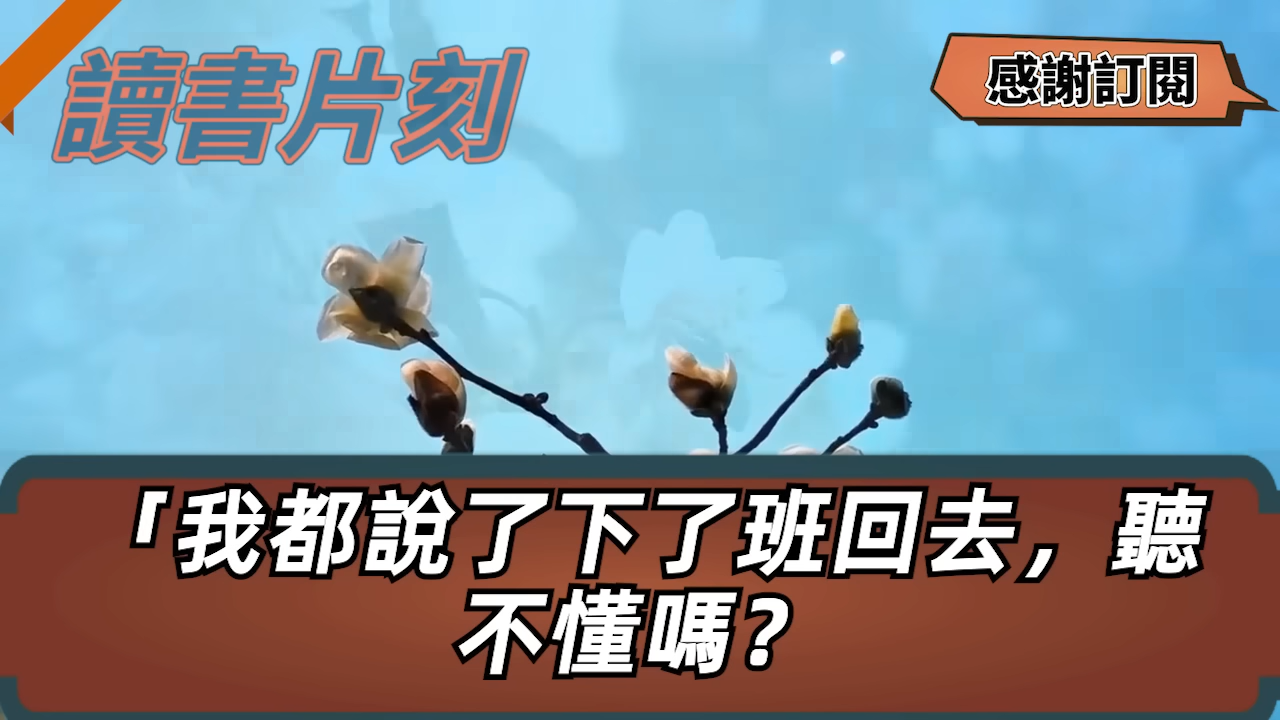 讀書片刻
感謝訂閱
「我都說了下了班回去，聽
不懂嗎？